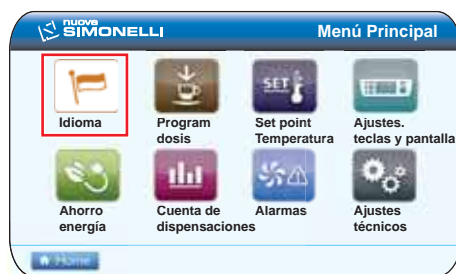 nuova
SIMONELLI
Menú Principal
SET
Idioma
Program
dosis
Set point
Temperatura
Ajustes.
teclas y pantalla
Ahorro
energía
Cuenta de
dispensaciones
Alarmas
Ajustes
técnicos
Home